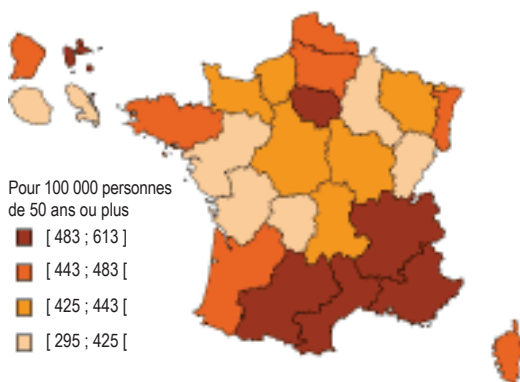 Pour 100 000 personnes
de 50 ans ou plus
[ 483 ; 613 ]
[ 443 ; 483 [
[ 425 ; 443 [
[ 295 ; 425 [